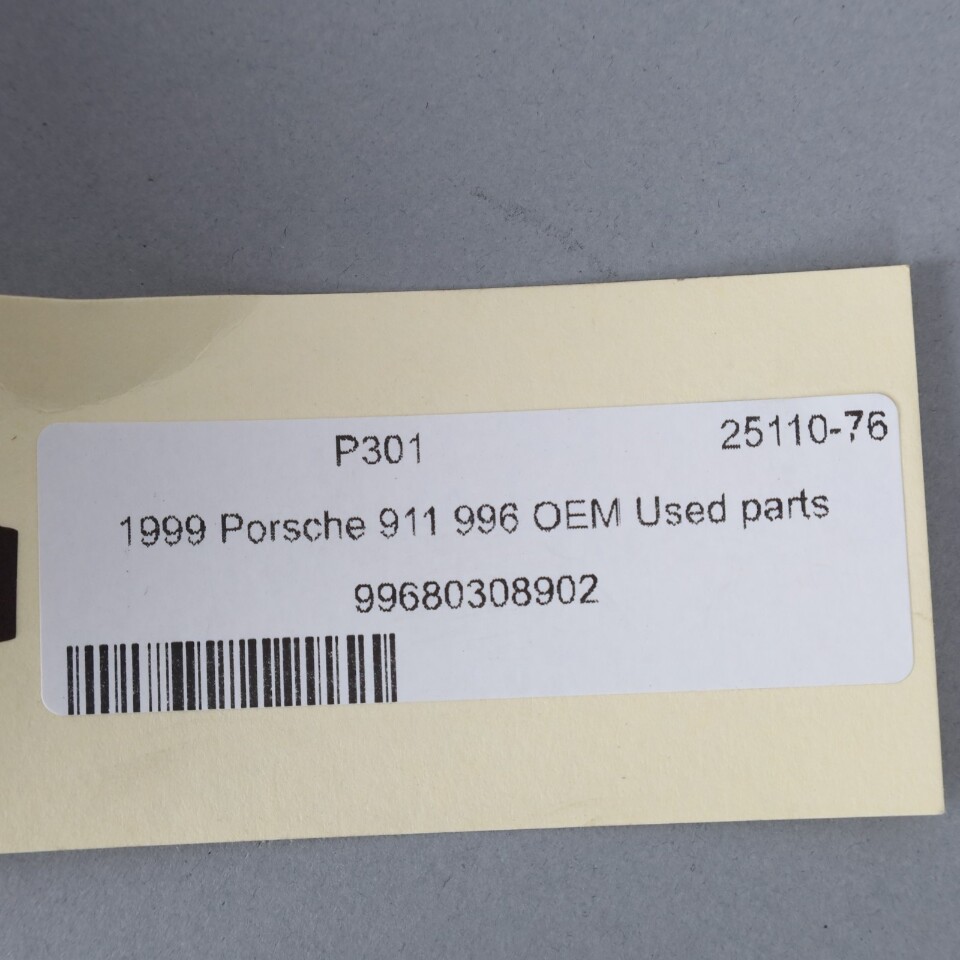 P301 25110-76
1999 Porsche 911 996 OEM Used parts
99680308902